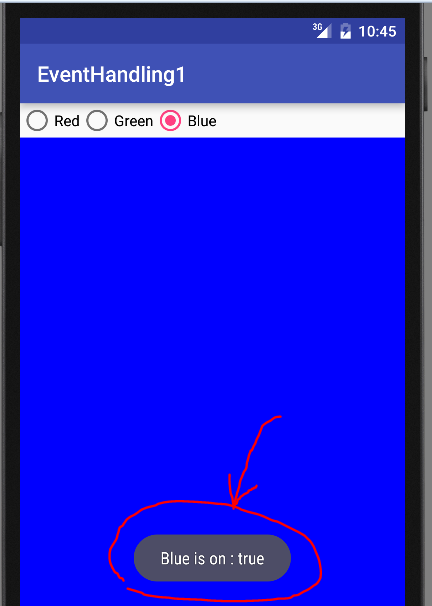 3G 10:45
EventHandling1
Red Green Blue
Blue is on : true